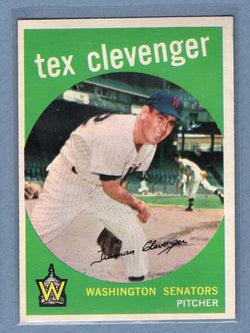 tex clevenger
Truman Clevenger
W
WASHINGTON SENATORS
PITCHER